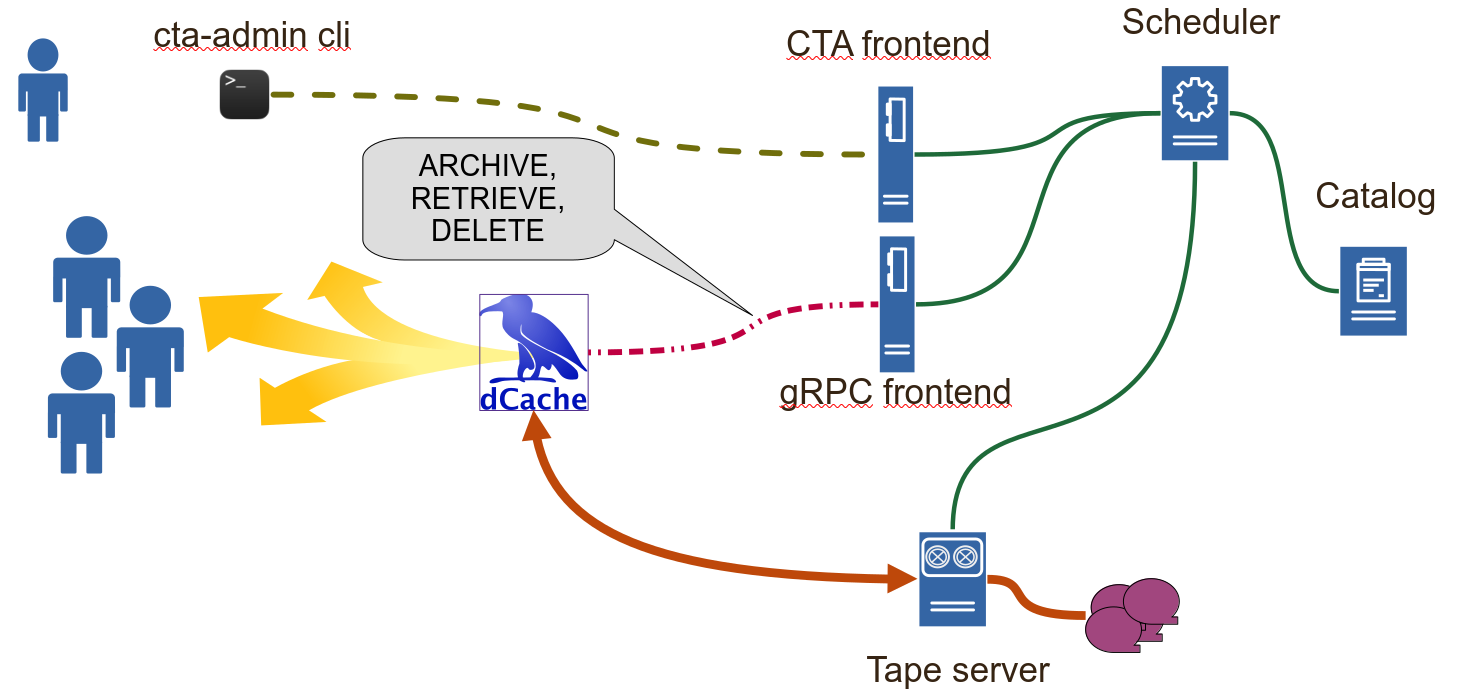 Scheduler
cta-admin cli
CTA frontend
>_
ARCHIVE,
RETRIEVE,
DELETE
Catalog
dCache
gRPC frontend
Tape server